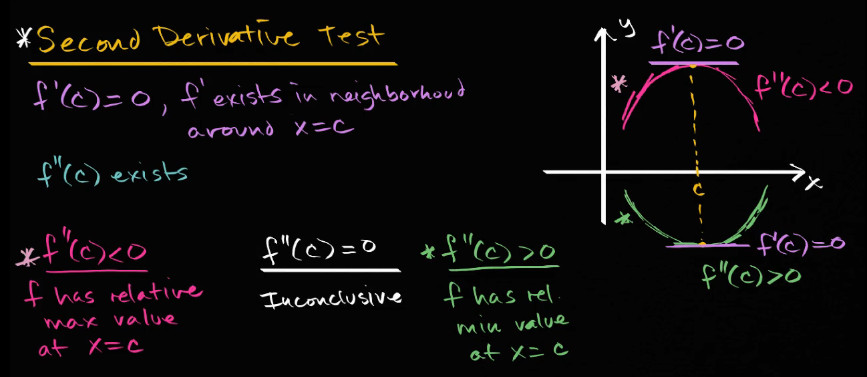 *Second Derivative Test
f'(c)=0, f' exists in neighborhood
around x=c
f"(c) exists
*f"(c)<0
f has relative
max value
at x=c
f"(c)=0
Inconclusive
*f"(c)>0
f has rel.
min value
at x=c
y
f'(c)=0
*
f"(c)<0
x
c
*
f'(c)=0
f"(c)>0